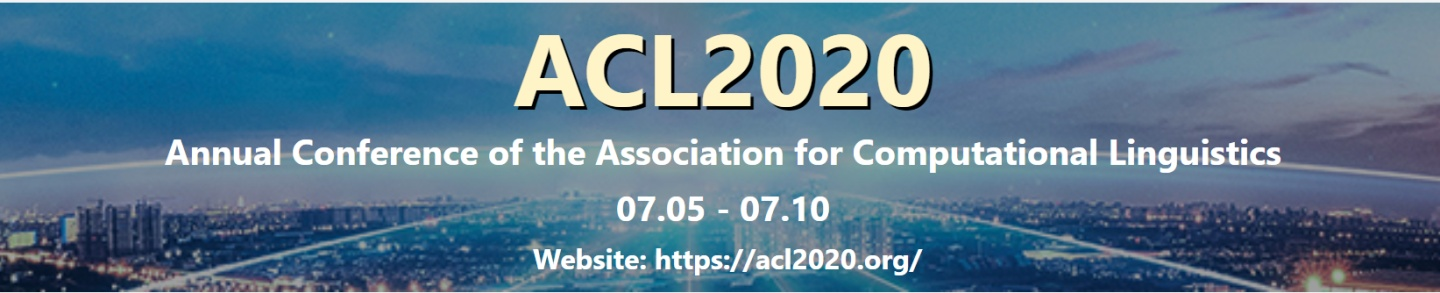 ACL2020
Annual Conference of the Association for Computational Linguistics
07.05 - 07.10
Website: https://acl2020.org/